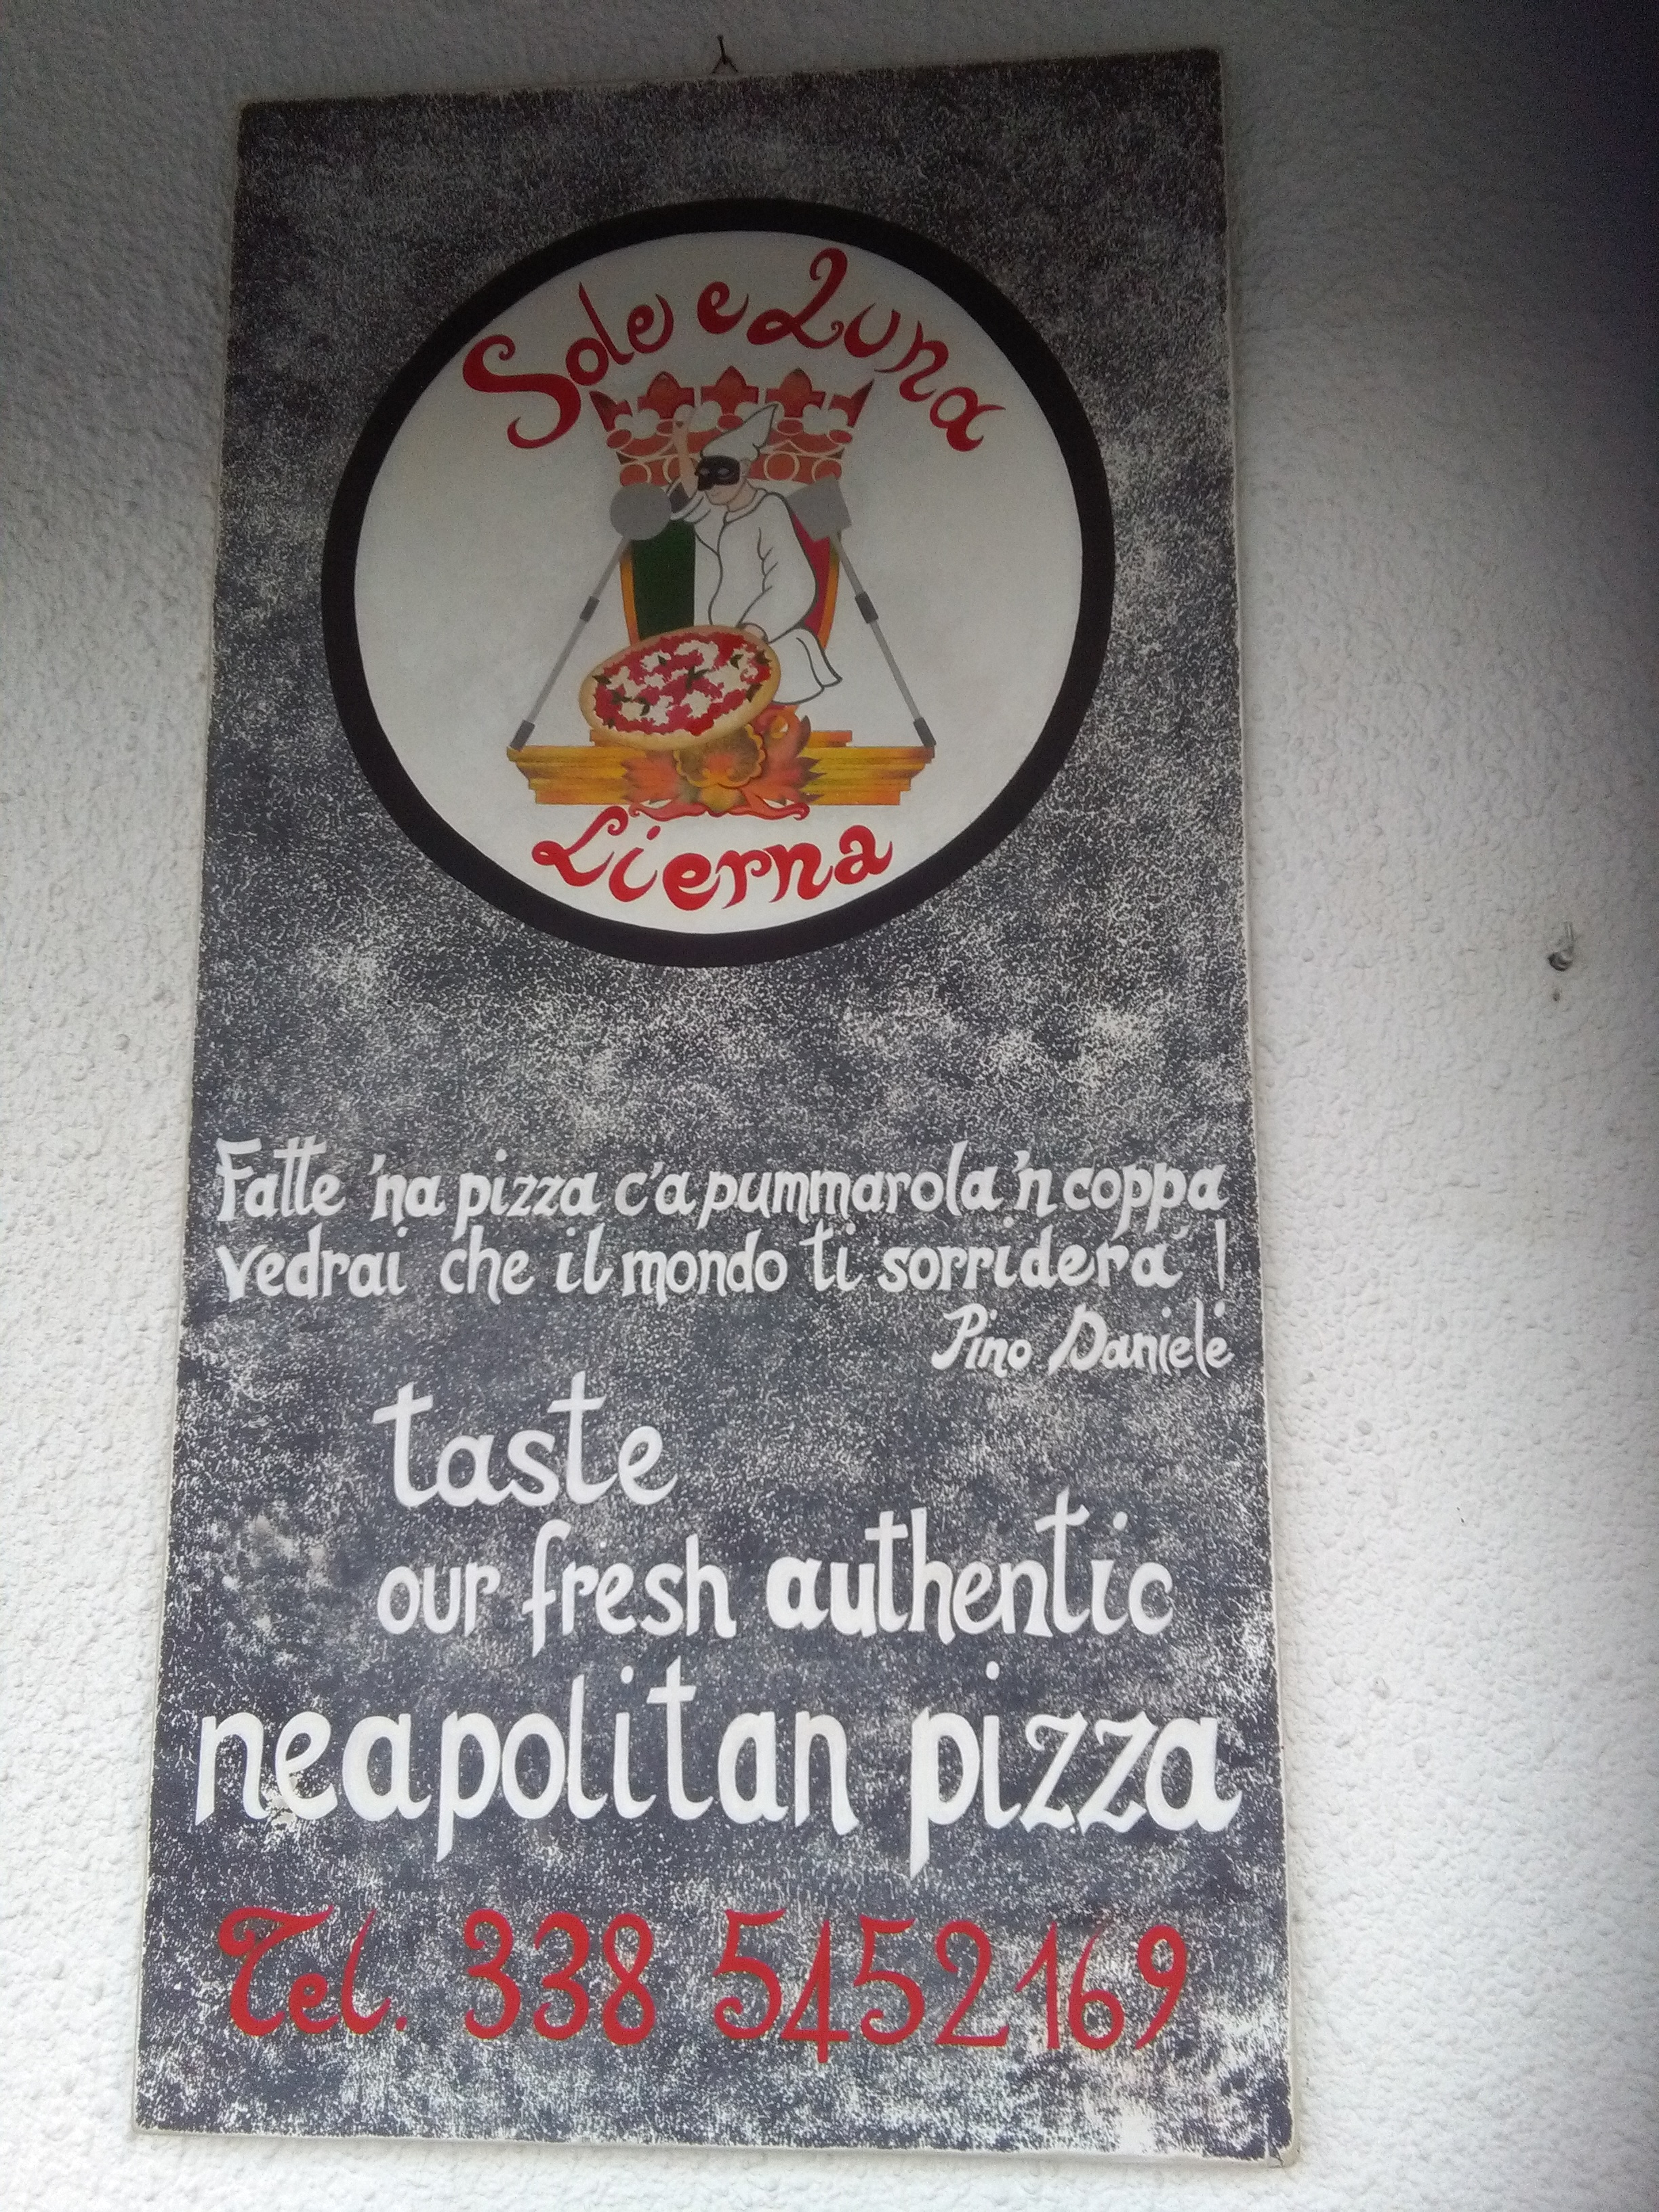 Sole e Luna
Lierna
Fatte 'na pizza c'a pummarola 'n coppa
vedrai che il mondo ti sorridera' !
Pino Daniele
taste
our fresh authentic
neapolitan pizza
Tel. 338 5452169